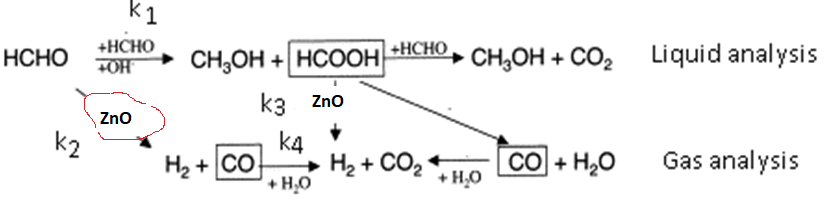 k1
HCHO +HCHO +OH⁻ CH3OH + HCOOH +HCHO CH3OH + CO2 Liquid analysis
ZnO k3 ZnO
k2 k4
H2 + CO + H2O H2 + CO2 + H2O CO + H2O Gas analysis